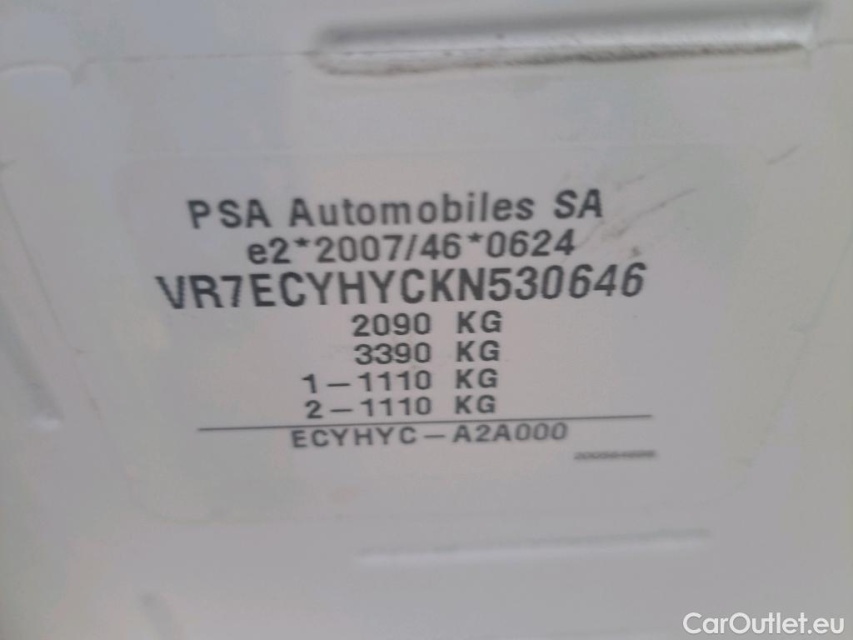 PSA Automobiles SA
e2*2007/46*0624
VR7ECYHYCKN530646
2090 KG
3390 KG
1-1110 KG
2-1110 KG
ECYHYC-A2A000
CarOutlet.eu